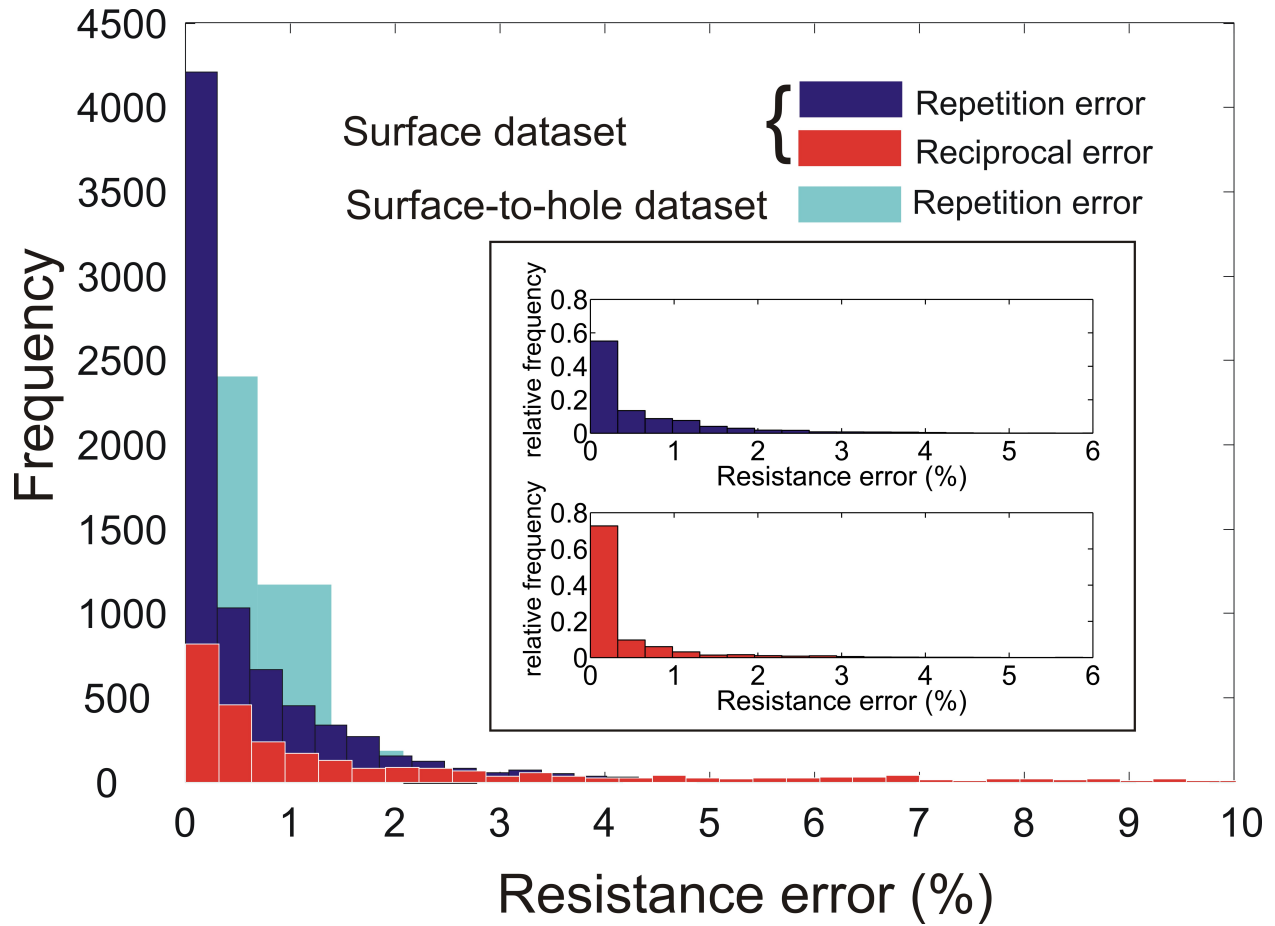 4500
4000
3500
3000
2500
2000
1500
1000
500
0
Frequency
0 1 2 3 4 5 6 7 8 9 10
Resistance error (%)
Surface dataset
{
Repetition error
Reciprocal error
Surface-to-hole dataset
Repetition error
0.8
0.6
0.4
0.2
0
relative frequency
0 1 2 3 4 5 6
Resistance error (%)
0.8
0.6
0.4
0.2
0
relative frequency
0 1 2 3 4 5 6
Resistance error (%)